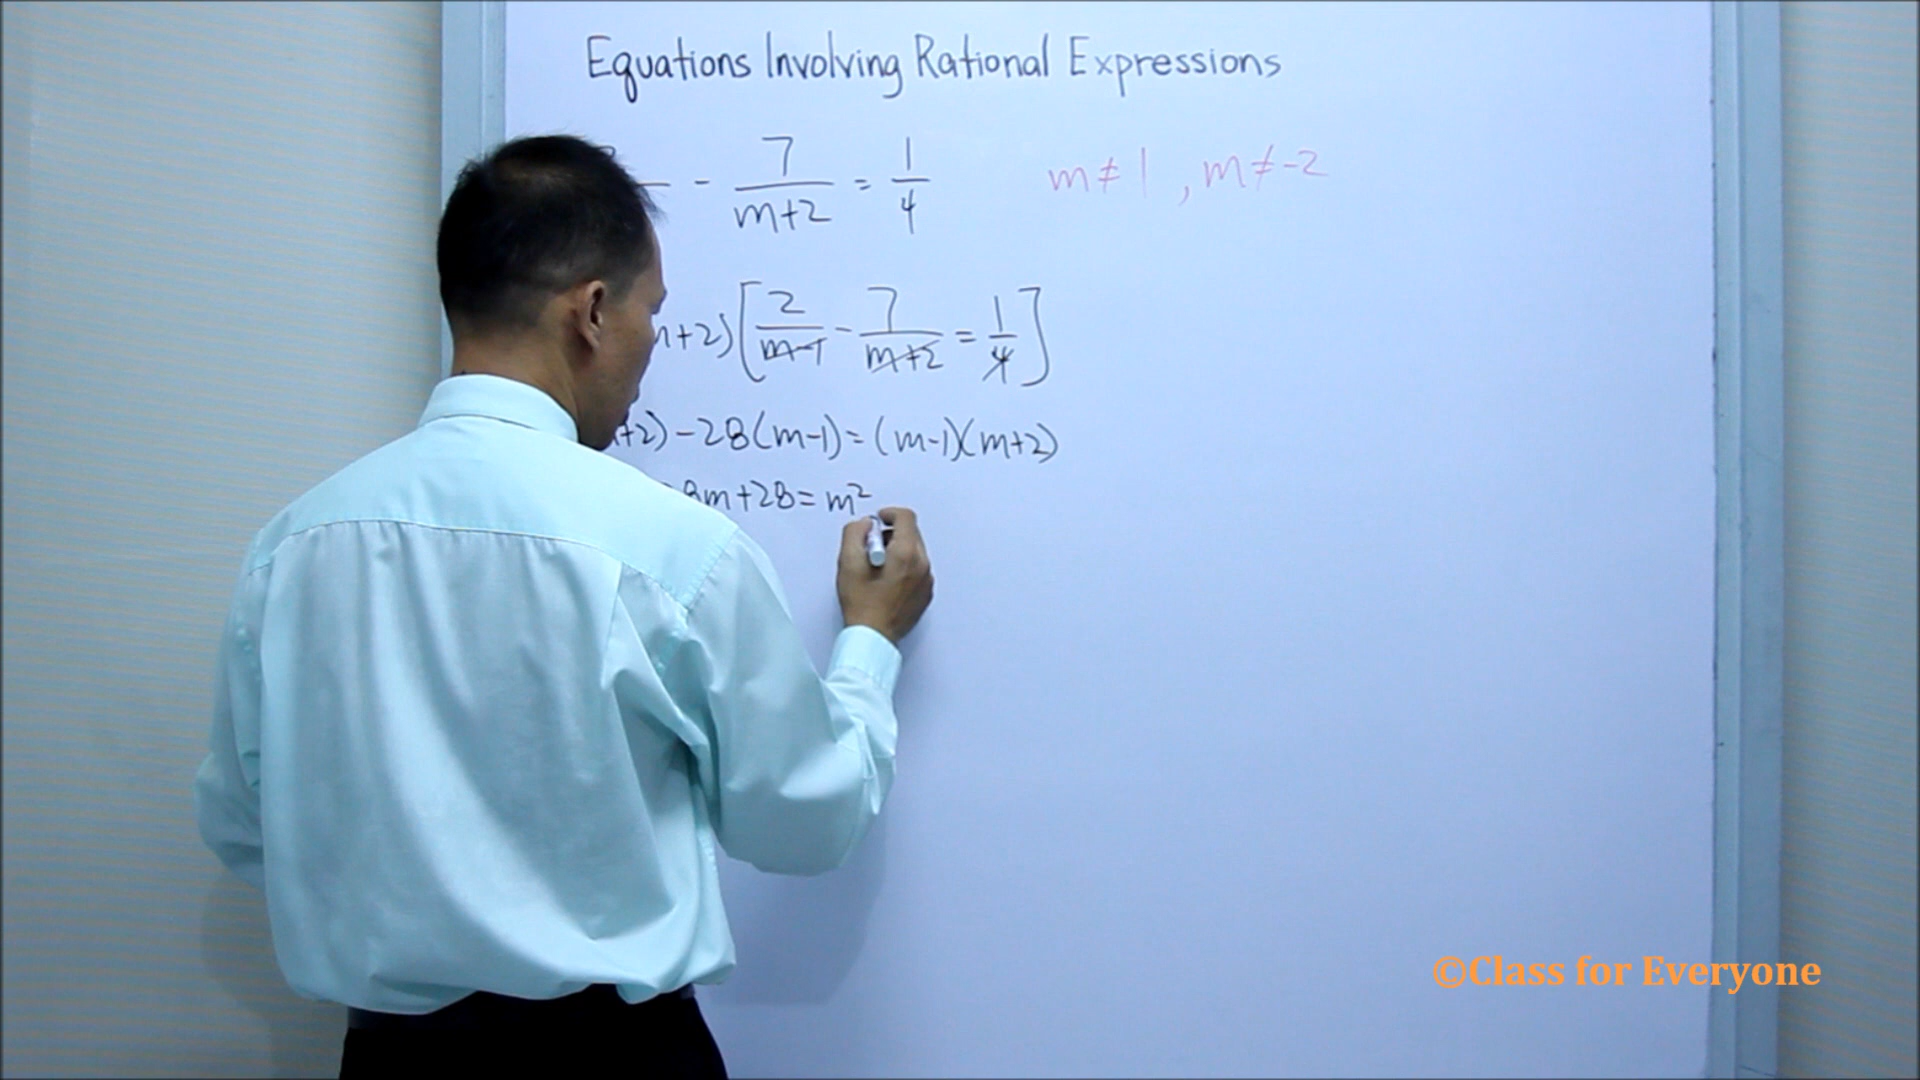 Equations Involving Rational Expressions
- 7/(m+2) = 1/4 m≠1, m≠-2
+2)[2/(m-1) - 7/(m+2) = 1/4]
+2) -28(m-1) = (m-1)(m+2)
8m+28 = m²
©Class for Everyone